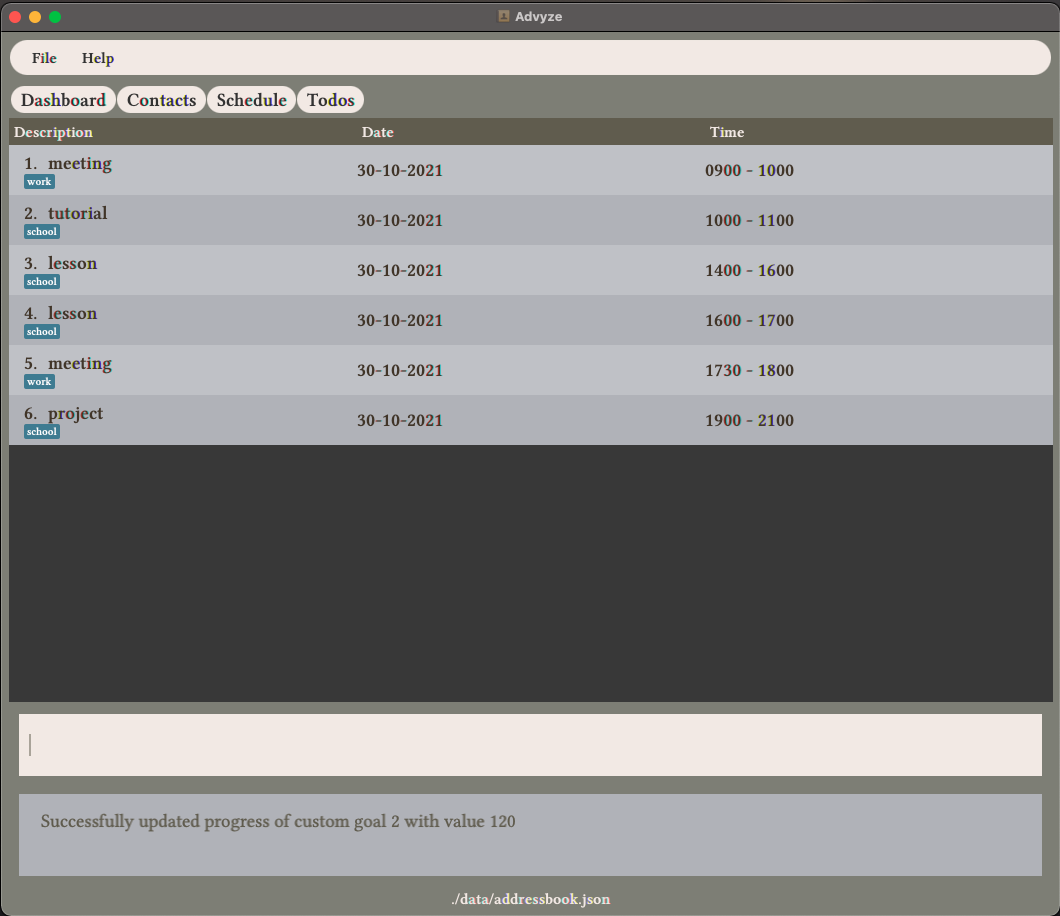 Advyze
File Help
Dashboard Contacts Schedule Todos
Description Date Time
1. meeting 30-10-2021 0900 - 1000
work
2. tutorial 30-10-2021 1000 - 1100
school
3. lesson 30-10-2021 1400 - 1600
school
4. lesson 30-10-2021 1600 - 1700
school
5. meeting 30-10-2021 1730 - 1800
work
6. project 30-10-2021 1900 - 2100
school
Successfully updated progress of custom goal 2 with value 120
./data/addressbook.json